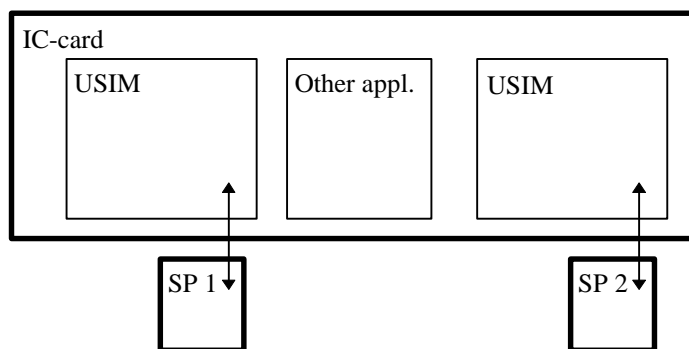 IC-card
USIM
Other appl.
USIM
SP 1
SP 2